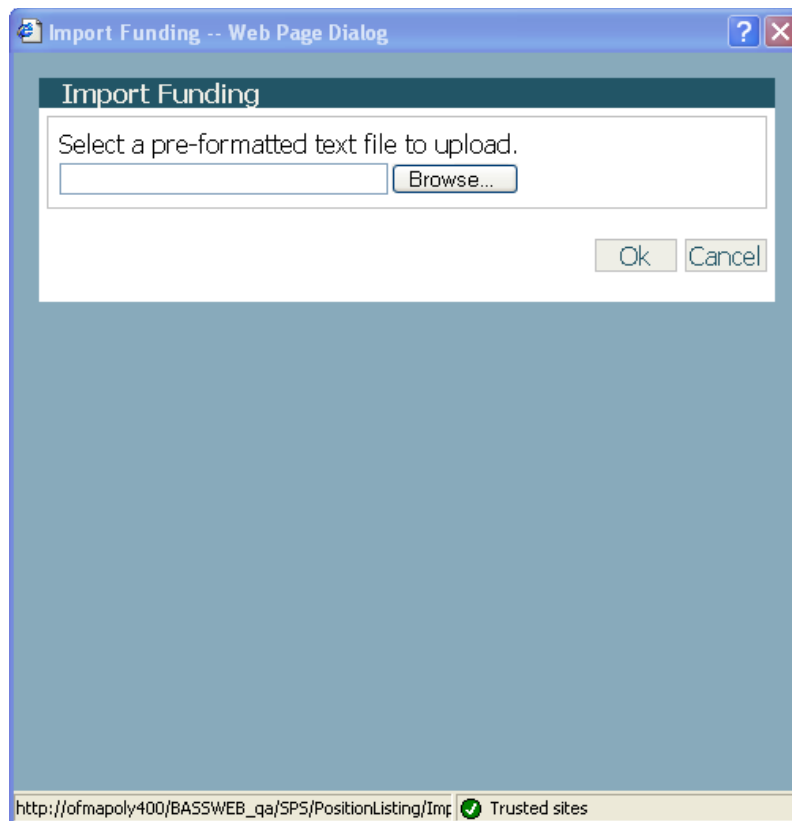 Import Funding -- Web Page Dialog
?
Import Funding
Select a pre-formatted text file to upload.
Browse...
Ok Cancel
http://ofmapoly400/BASSWEB_qa/SPS/PositionListing/Imp Trusted sites